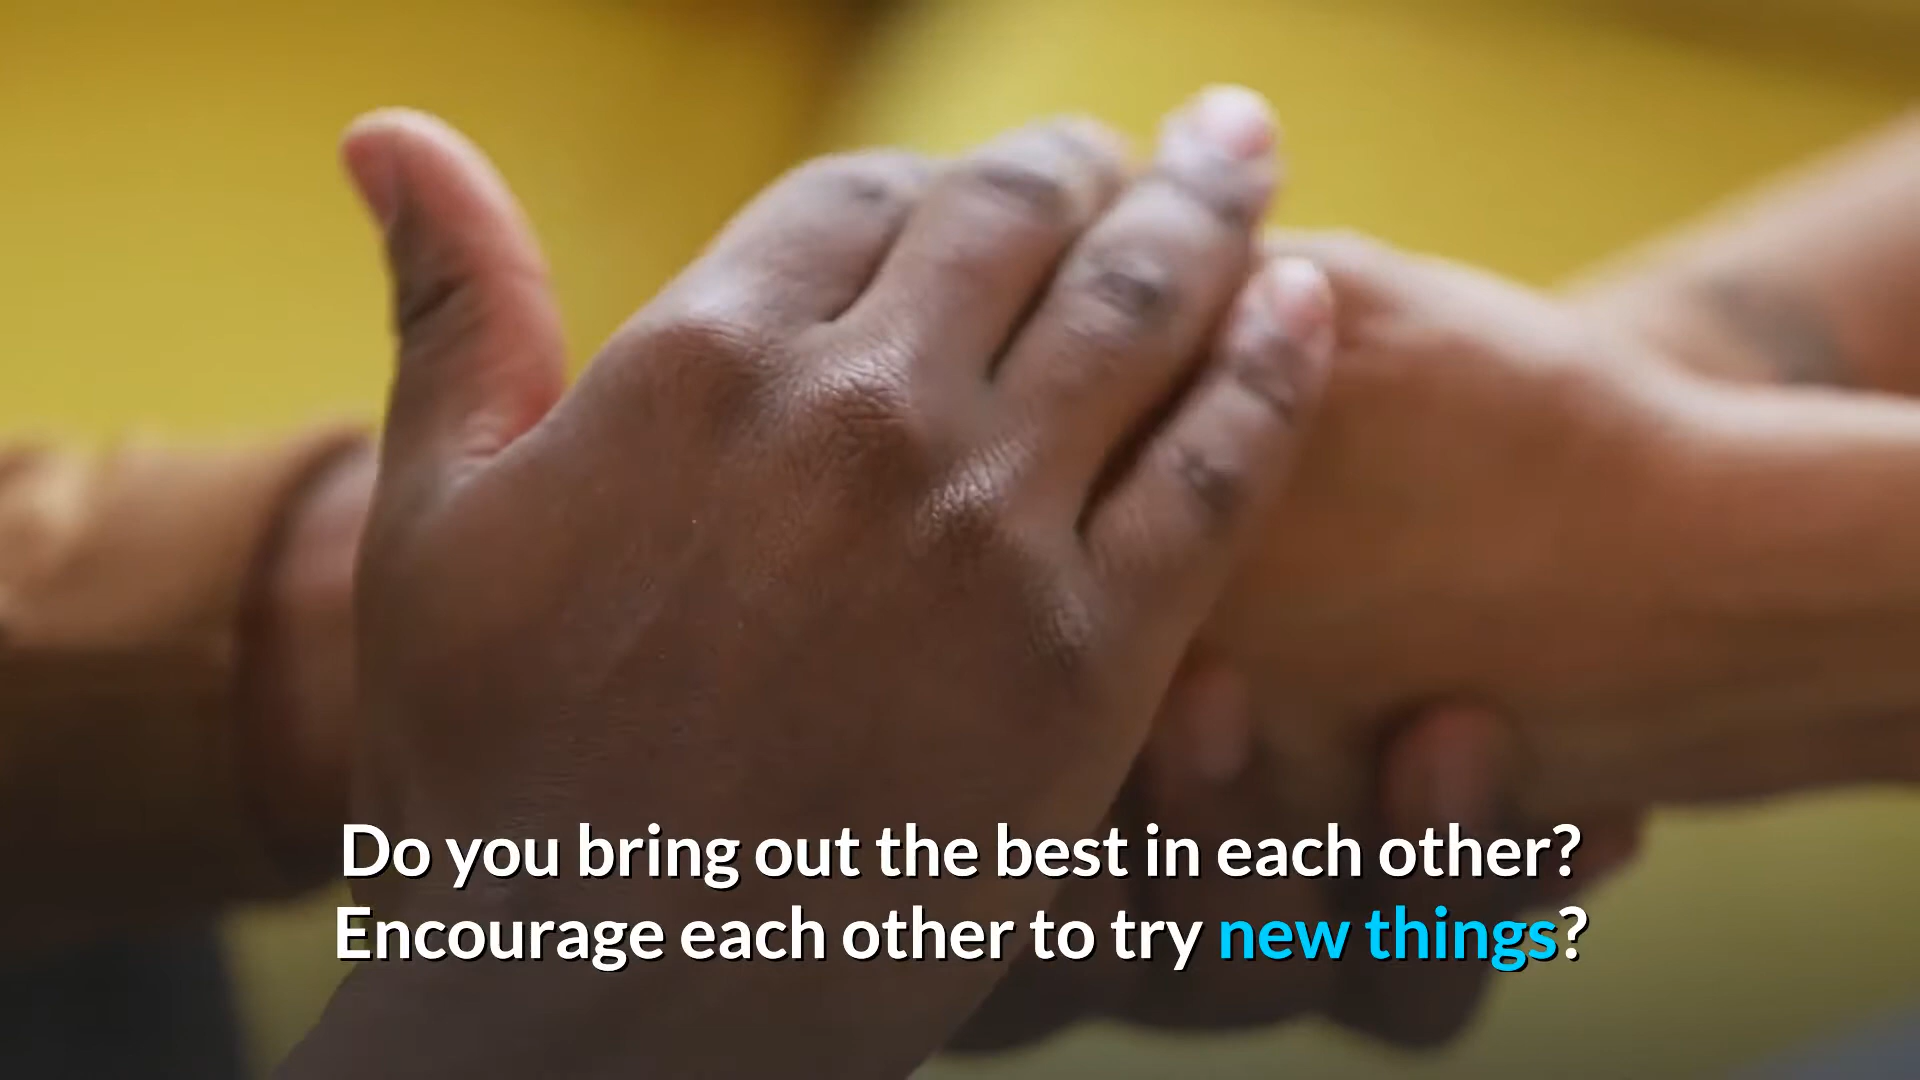 Do you bring out the best in each other?
Encourage each other to try new things?